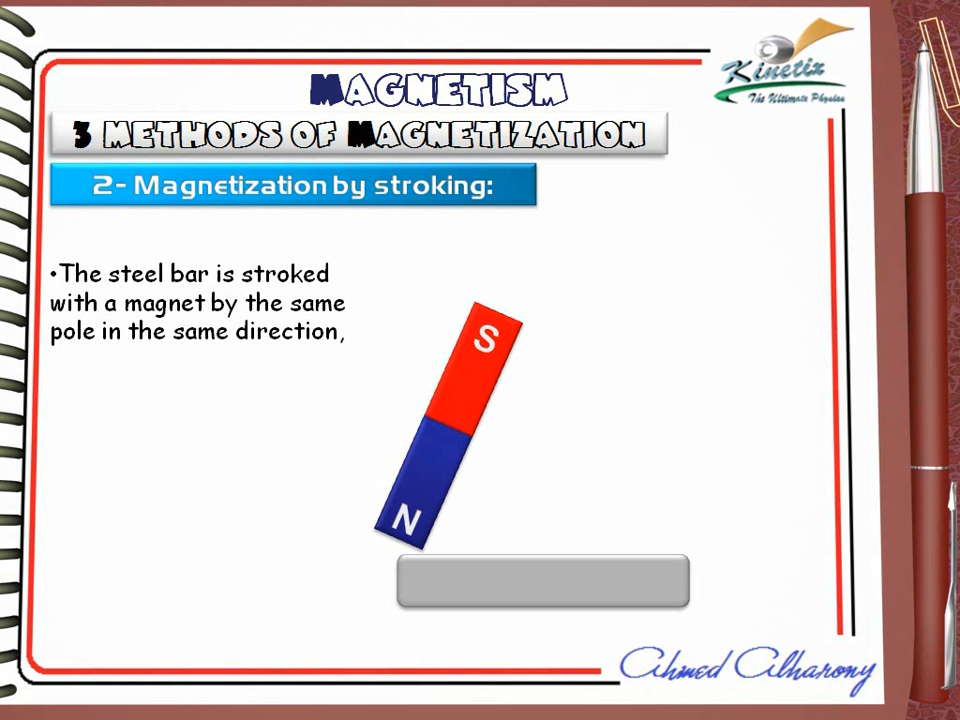 Magnetism
Kinetix
The Ultimate Physics
3 methods of Magnetization
2- Magnetization by stroking:
•The steel bar is stroked
with a magnet by the same
pole in the same direction,
S
N
Ahmed Alharony